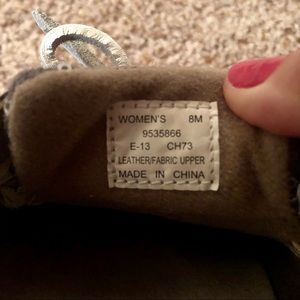 WOMEN'S 8M
9535866
E-13 CH73
LEATHER/FABRIC UPPER
MADE IN CHINA